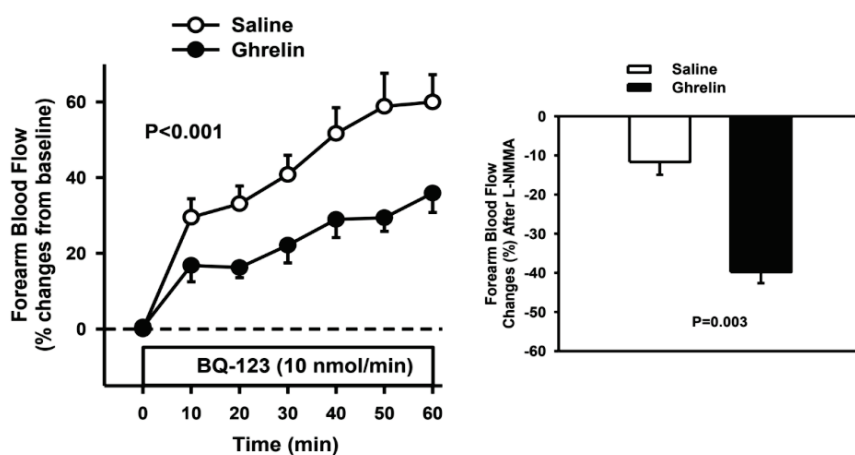 Saline
Ghrelin
Forearm Blood Flow
(% changes from baseline)
60
40
20
0
P<0.001
BQ-123 (10 nmol/min)
0 10 20 30 40 50 60
Time (min)
Saline
Ghrelin
Forearm Blood Flow
Changes (%) After L-NMMA
0
-10
-20
-30
-40
-50
-60
P=0.003